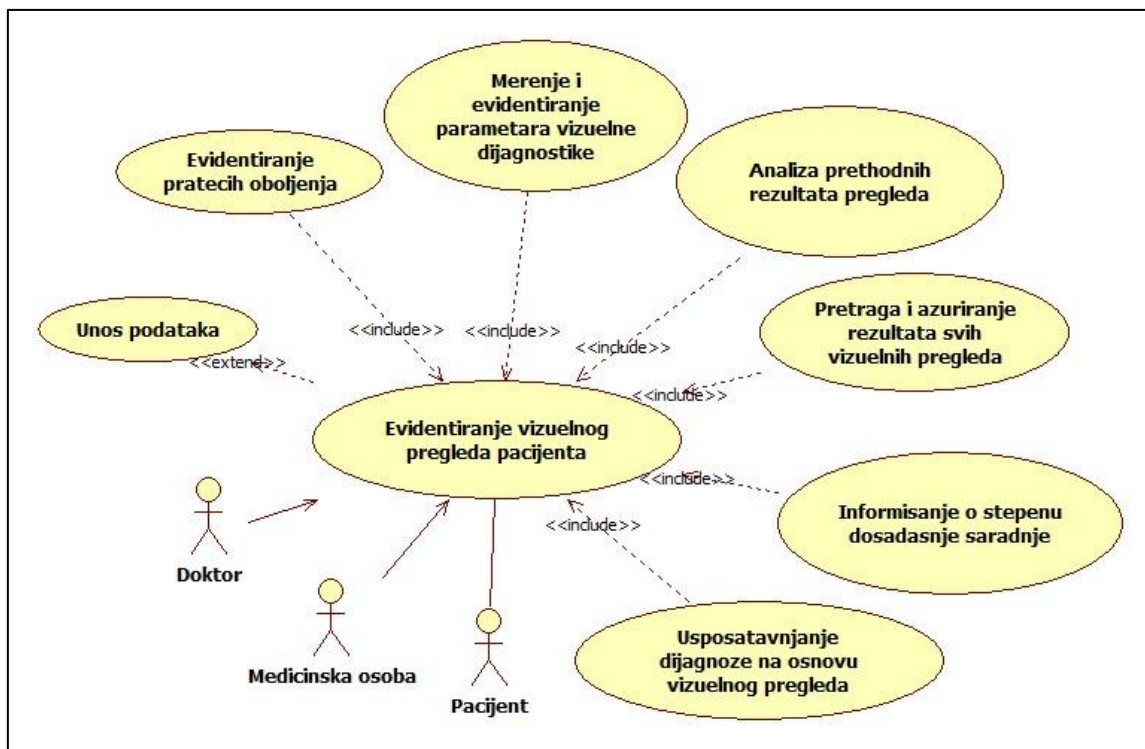 Merenje i
evidentiranje
parametara vizuelne
dijagnostike
Evidentiranje
pratecih oboljenja
Analiza prethodnih
rezultata pregleda
Unos podataka
<<extend>>
<<include>>
<<include>>
<<include>>
Pretraga i azuriranje
rezultata svih
vizuelnih pregleda
<<include>>
Evidentiranje vizuelnog
pregleda pacijenta
<<include>>
Informisanje o stepenu
dosadasnje saradnje
<<include>>
Doktor
Medicinska osoba
Pacijent
Usposatavnjanje
dijagnoze na osnovu
vizuelnog pregleda